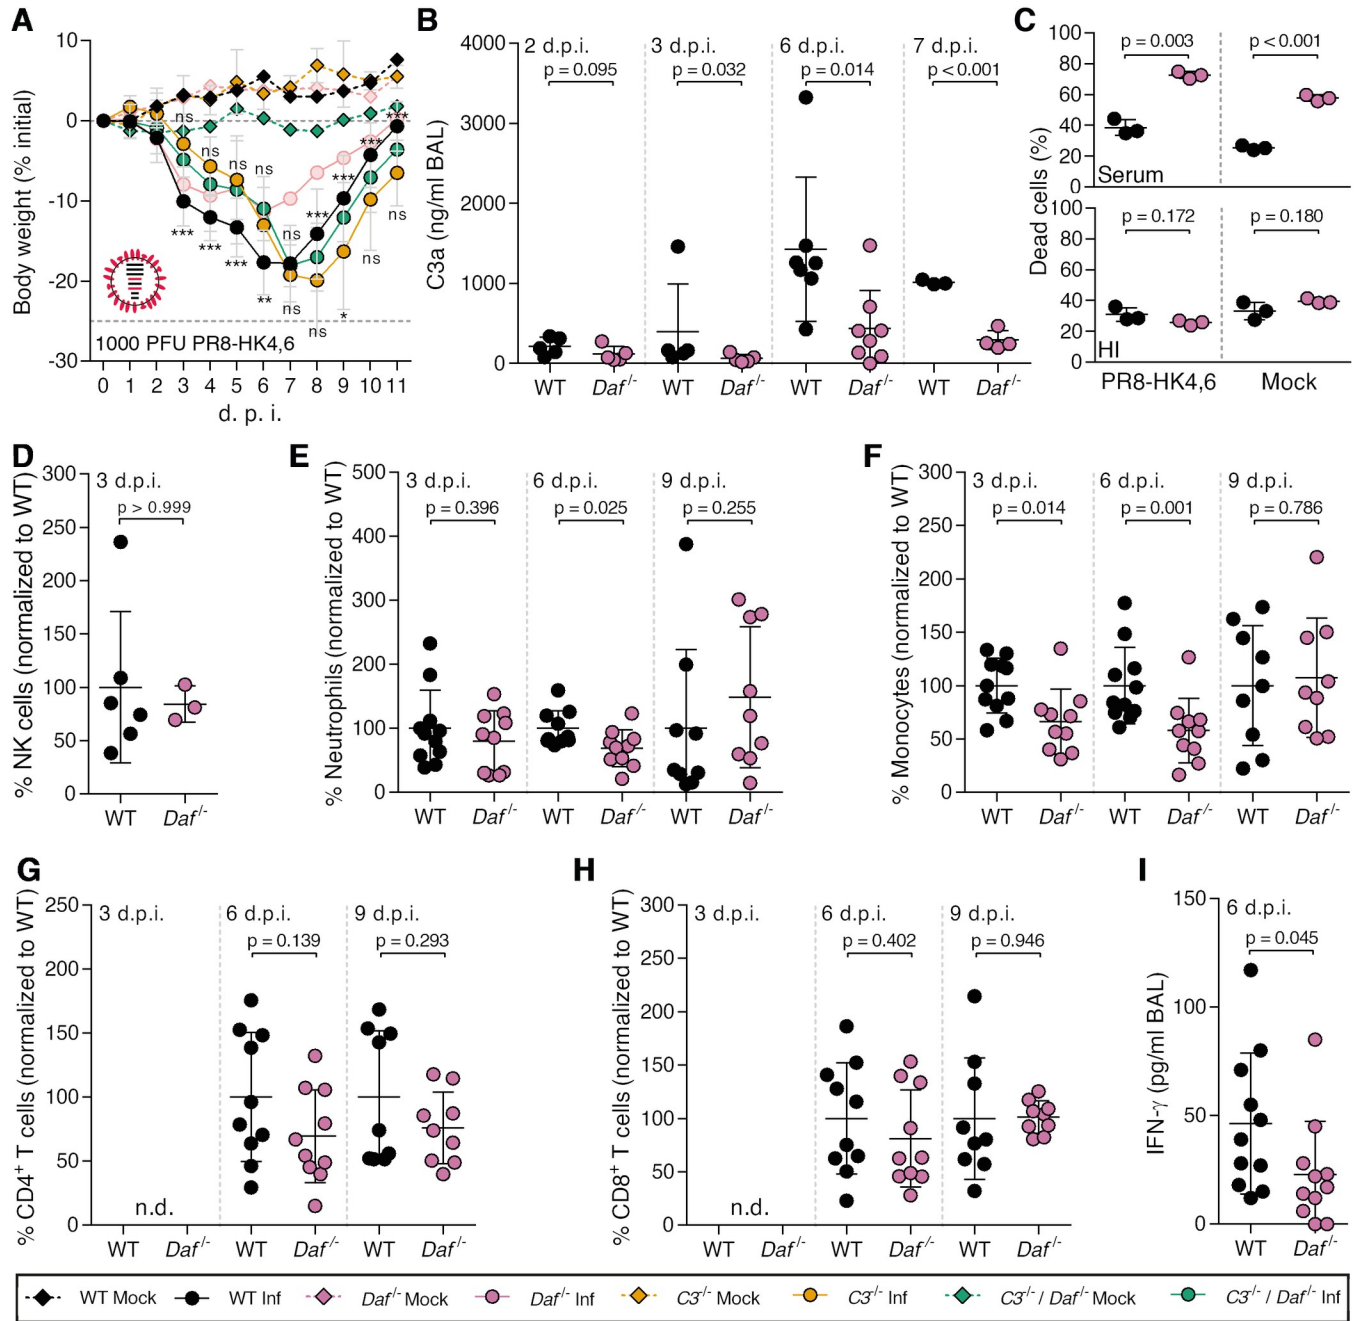 A
Body weight (% initial)
10
0
-10
-20
-30
ns
ns
ns
ns
ns
***
***
***
**
ns
ns
***
***
***
***
*
ns
ns
1000 PFU PR8-HK4,6
0 1 2 3 4 5 6 7 8 9 10 11
d. p. i.
B
C3a (ng/ml BAL)
4000
3000
2000
1000
0
2 d.p.i. 3 d.p.i. 6 d.p.i. 7 d.p.i.
p = 0.095 p = 0.032 p = 0.014 p < 0.001
WT Daf-/- WT Daf-/- WT Daf-/- WT Daf-/-
C
Dead cells (%)
100
80
60
40
20
0
p = 0.003 p < 0.001
Serum
100
80
60
40
20
0
p = 0.172 p = 0.180
HI
PR8-HK4,6 Mock
D
% NK cells (normalized to WT)
300
250
200
150
100
50
0
3 d.p.i.
p > 0.999
WT Daf-/-
E
% Neutrophils (normalized to WT)
500
400
300
200
100
0
3 d.p.i. 6 d.p.i. 9 d.p.i.
p = 0.396 p = 0.025 p = 0.255
WT Daf-/- WT Daf-/- WT Daf-/-
F
% Monocytes (normalized to WT)
300
250
200
150
100
50
0
3 d.p.i. 6 d.p.i. 9 d.p.i.
p = 0.014 p = 0.001 p = 0.786
WT Daf-/- WT Daf-/- WT Daf-/-
G
% CD4+ T cells (normalized to WT)
250
200
150
100
50
0
3 d.p.i. 6 d.p.i. 9 d.p.i.
p = 0.139 p = 0.293
n.d.
WT Daf-/- WT Daf-/- WT Daf-/-
H
% CD8+ T cells (normalized to WT)
300
250
200
150
100
50
0
3 d.p.i. 6 d.p.i. 9 d.p.i.
p = 0.402 p = 0.946
n.d.
WT Daf-/- WT Daf-/- WT Daf-/-
I
IFN-γ (pg/ml BAL)
150
100
50
0
6 d.p.i.
p = 0.045
WT Daf-/-
WT Mock WT Inf Daf-/- Mock Daf-/- Inf C3-/- Mock C3-/- Inf C3-/- / Daf-/- Mock C3-/- / Daf-/- Inf